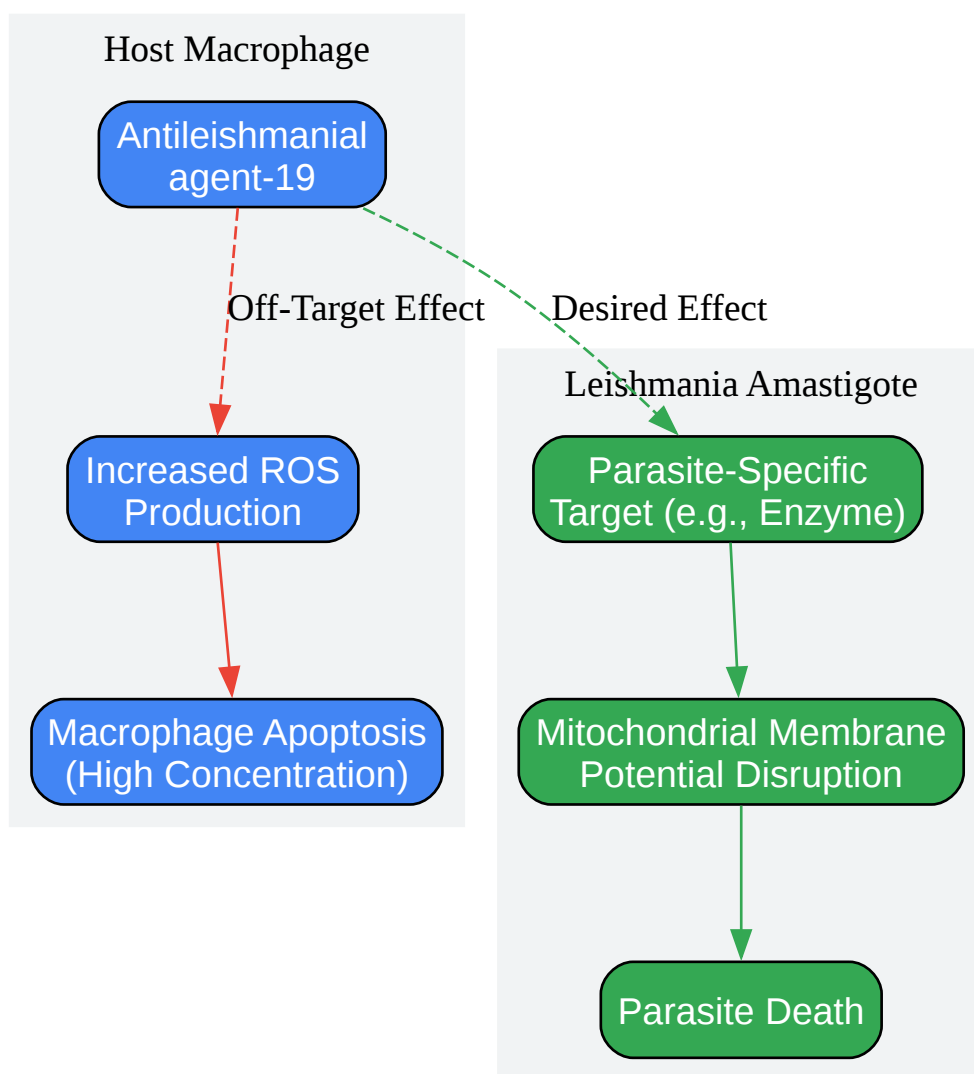 Host Macrophage
Antileishmanial
agent-19
Off-Target Effect
Desired Effect
Leishmania Amastigote
Increased ROS
Production
Parasite-Specific
Target (e.g., Enzyme)
Macrophage Apoptosis
(High Concentration)
Mitochondrial Membrane
Potential Disruption
Parasite Death